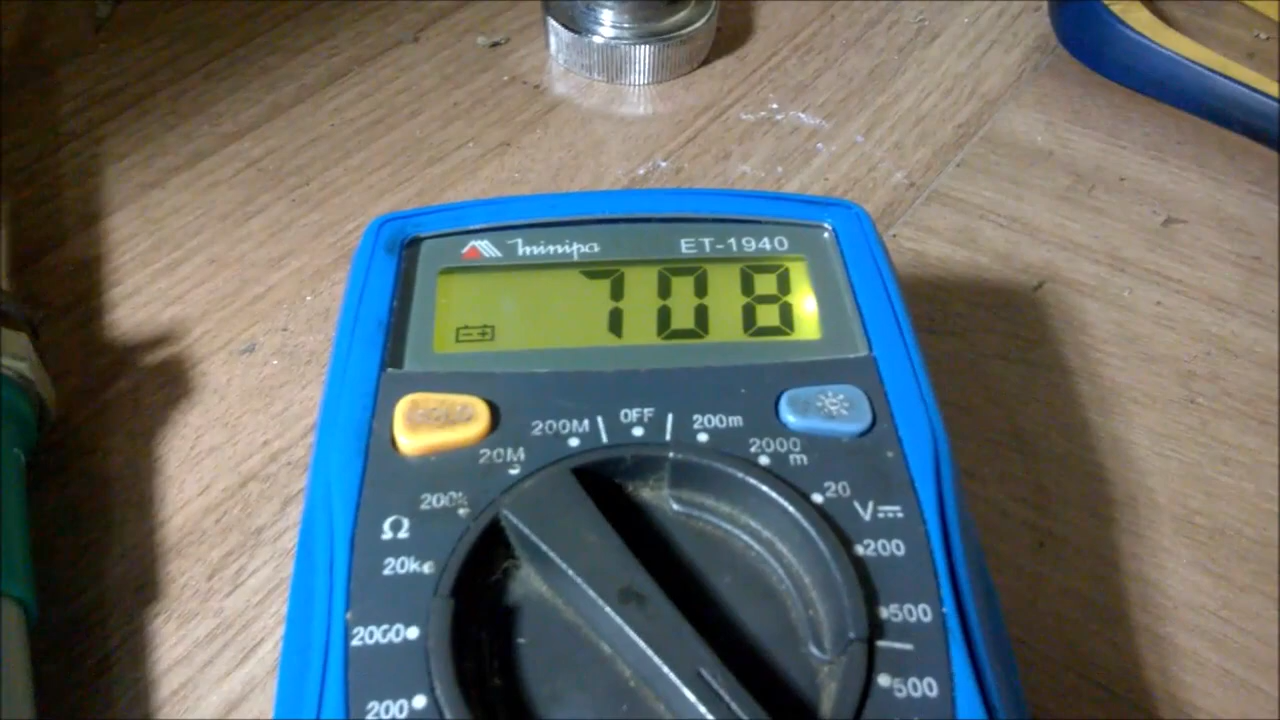 minipa ET-1940
708
HOLD
200M OFF 200m
20M 2000
m
200k 20
Ω V
20k 200
2000 500
200 500